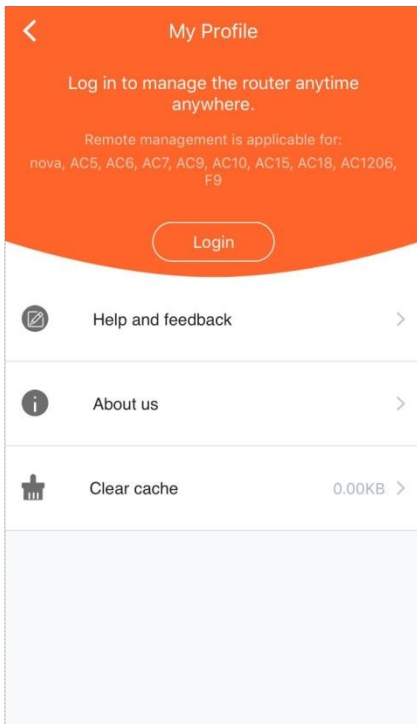 My Profile
Log in to manage the router anytime
anywhere.
Remote management is applicable for:
nova, AC5, AC6, AC7, AC9, AC10, AC15, AC18, AC1206,
F9
Login
Help and feedback
About us
Clear cache 0.00KB